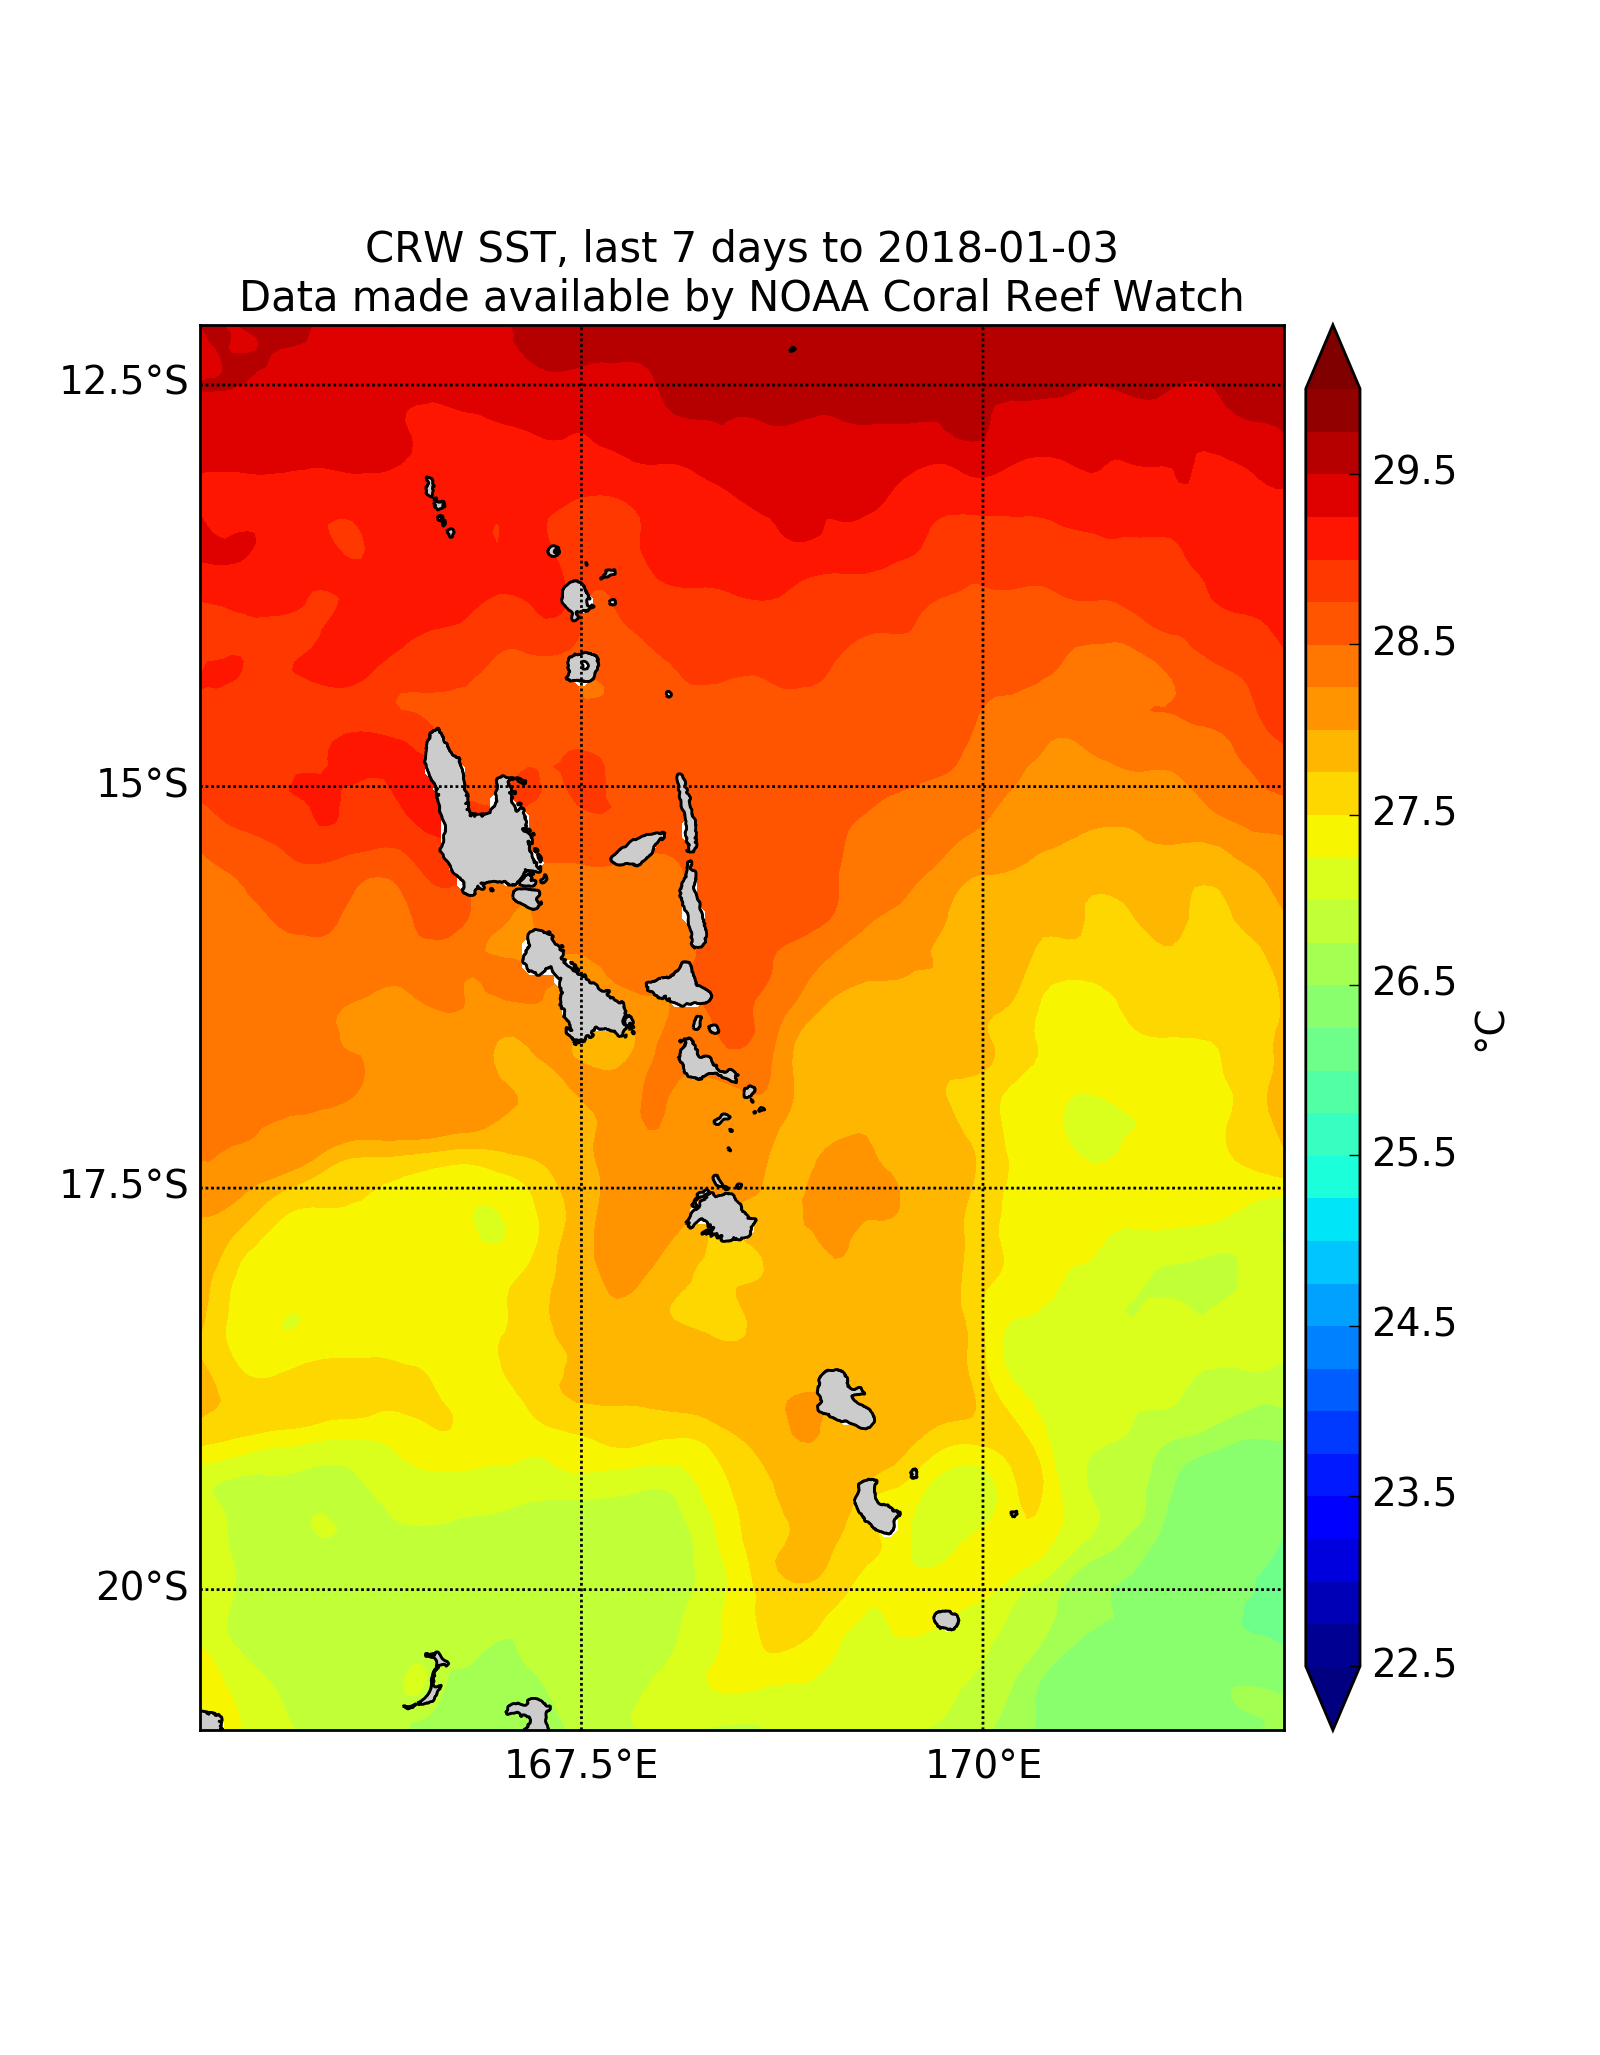 CRW SST, last 7 days to 2018-01-03
Data made available by NOAA Coral Reef Watch
12.5°S
15°S
17.5°S
20°S
167.5°E
170°E
29.5
28.5
27.5
26.5
25.5
24.5
23.5
22.5
°C